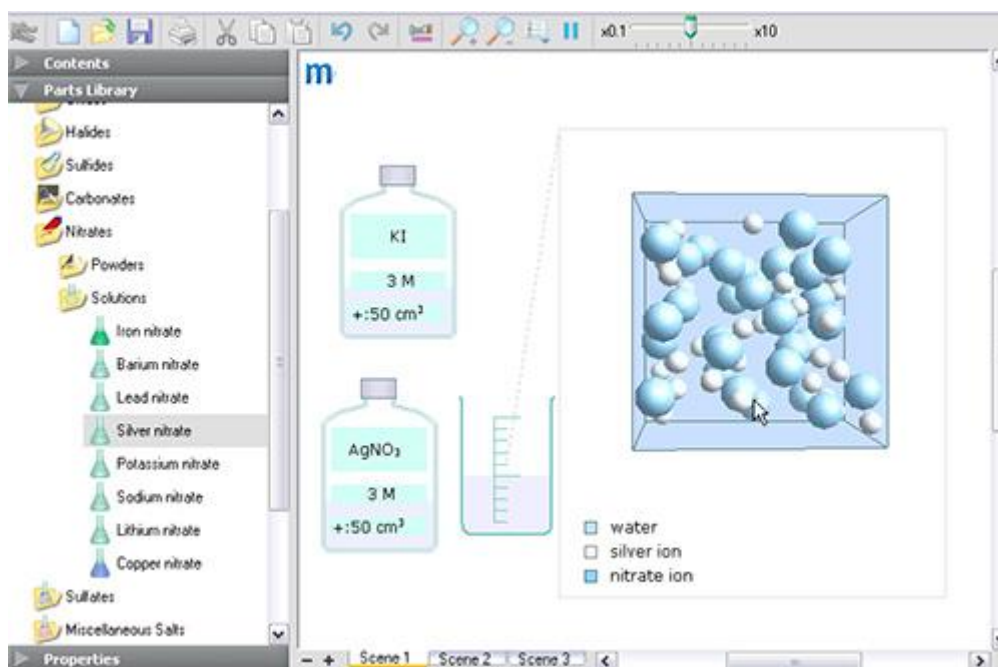 x0.1
x10
Contents
Parts Library
Halides
Sulfides
Carbonates
Nitrates
Powders
Solutions
Iron nitrate
Barium nitrate
Lead nitrate
Silver nitrate
Potassium nitrate
Sodium nitrate
Lithium nitrate
Copper nitrate
Sulfates
Miscellaneous Salts
Properties
m
KI
3 M
+:50 cm³
AgNO₃
3 M
+:50 cm³
water
silver ion
nitrate ion
− + Scene 1 Scene 2 Scene 3